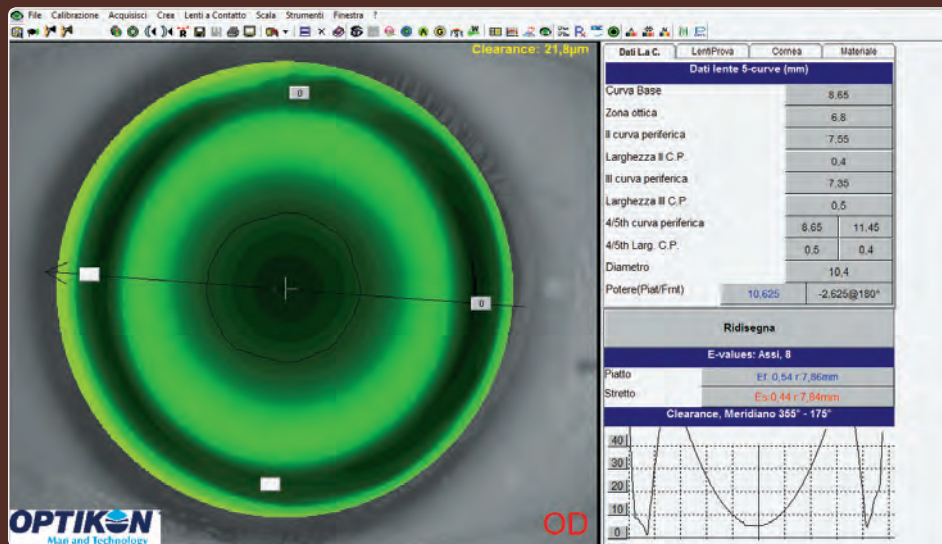 File Calibrazione Acquisisci Crea Lenti a Contatto Scala Strumenti Finestra ?
Clearance: 21,8µm
0
0
OD
OPTIKON
Man and Technology
Dati L.a C. LentiProva Cornea Materiale
Dati lente 5-curve (mm)
Curva Base 8.65
Zona ottica 6.8
II curva periferica 7.55
Larghezza II C.P. 0.4
III curva periferica 7.35
Larghezza III C.P. 0.5
4/5th curva periferica 8.65 11.45
4/5th Larg. C.P. 0.5 0.4
Diametro 10.4
Potere(Piat/Frnt) 10,625 -2,625@180°
Ridisegna
E-values: Assi, 8
Piatto Ef: 0,54 r:7,86mm
Stretto Es:0,44 r:7,84mm
Clearance, Meridiano 355° - 175°
40
30
20
10
0